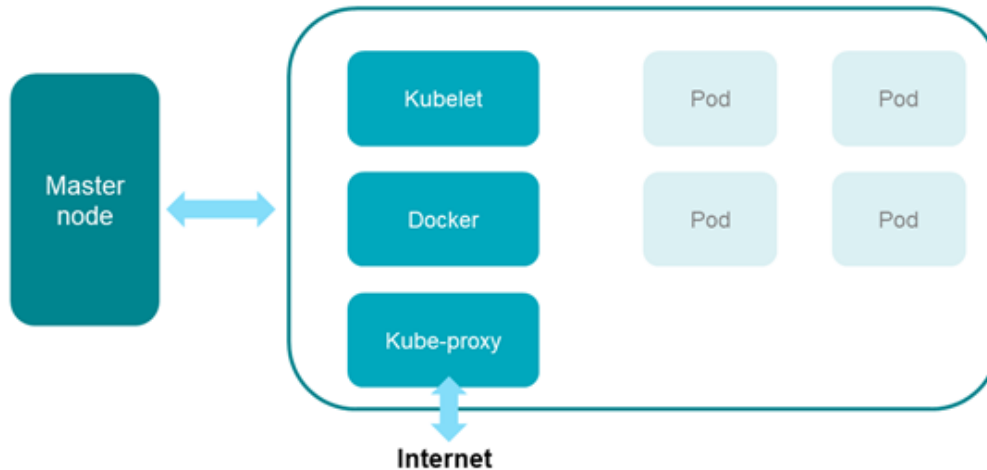 Master
node
Kubelet
Pod
Pod
Docker
Pod
Pod
Kube-proxy
Internet